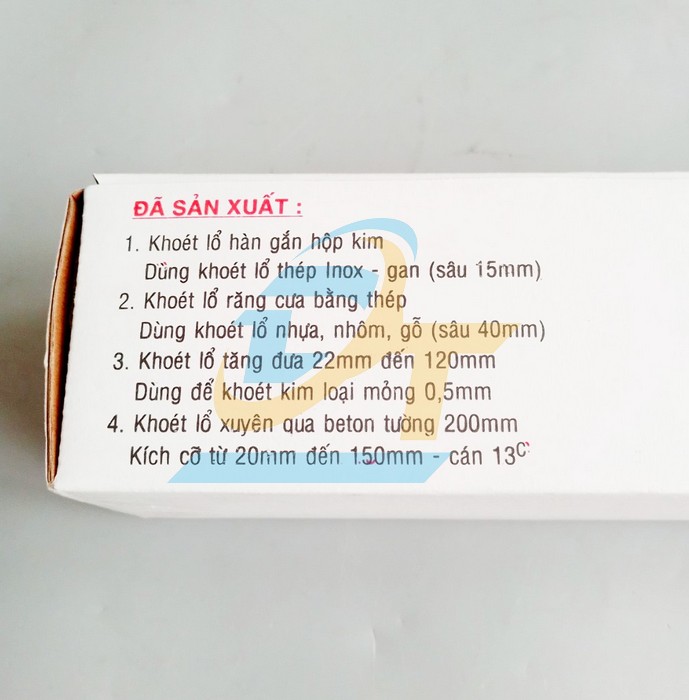 ĐÃ SẢN XUẤT :
1. Khoét lổ hàn gắn hộp kim
Dùng khoét lổ thép Inox - gan (sâu 15mm)
2. Khoét lổ răng cưa bằng thép
Dùng khoét lổ nhựa, nhôm, gỗ (sâu 40mm)
3. Khoét lổ tăng đưa 22mm đến 120mm
Dùng để khoét kim loại mỏng 0,5mm
4. Khoét lổ xuyên qua beton tường 200mm
Kích cỡ từ 20mm đến 150mm - cán 13